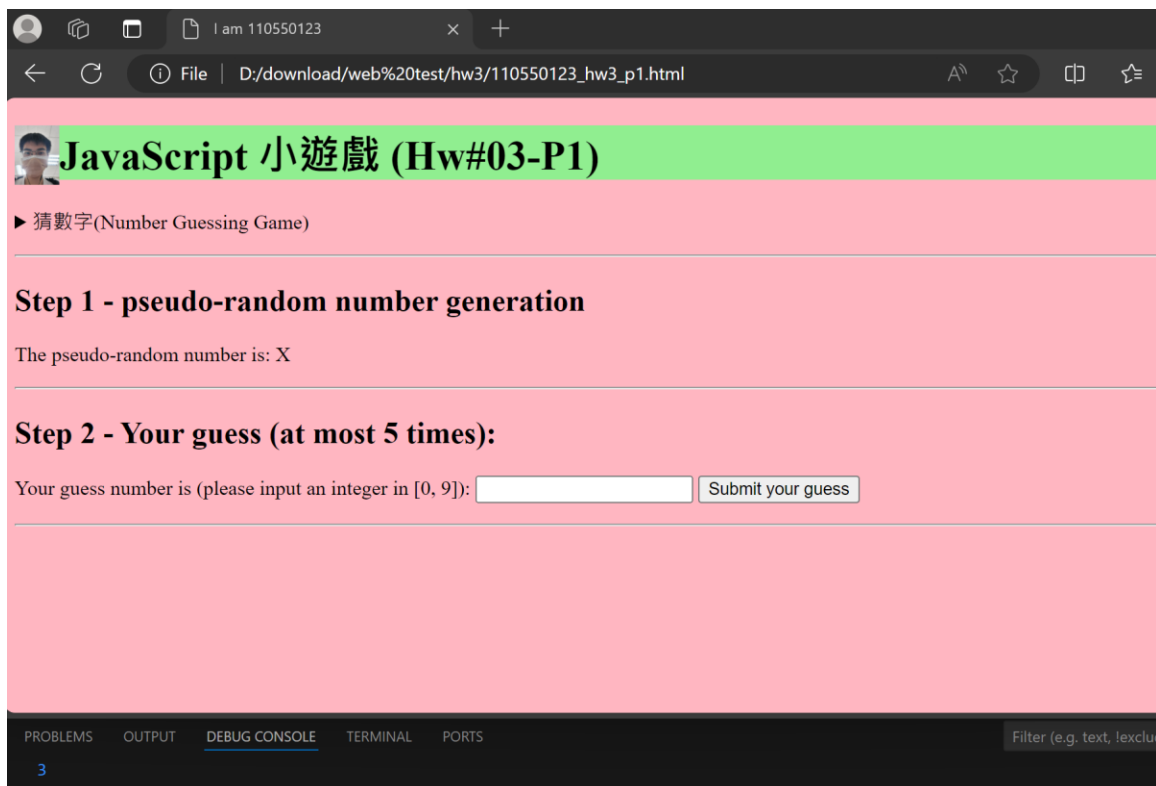 I am 110550123
File D:/download/web%20test/hw3/110550123_hw3_p1.html
JavaScript 小遊戲 (Hw#03-P1)
▶ 猜數字(Number Guessing Game)
Step 1 - pseudo-random number generation
The pseudo-random number is: X
Step 2 - Your guess (at most 5 times):
Your guess number is (please input an integer in [0, 9]): Submit your guess
PROBLEMS OUTPUT DEBUG CONSOLE TERMINAL PORTS Filter (e.g. text, !exclu
3